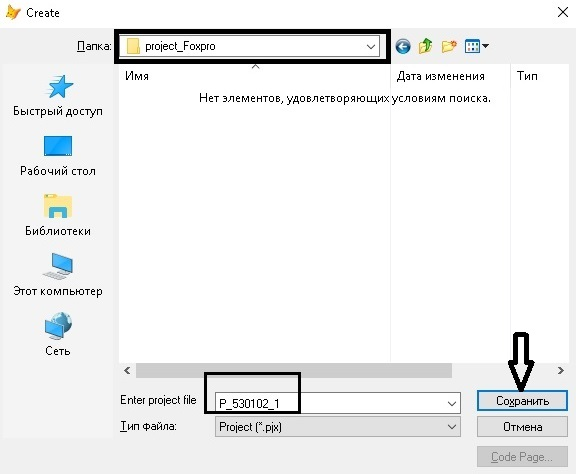 Create
Папка: project_Foxpro
Имя Дата изменения Тип
Нет элементов, удовлетворяющих условиям поиска.
Быстрый доступ
Рабочий стол
Библиотеки
Этот компьютер
Сеть
Enter project file P_530102_1 Сохранить
Тип файла: Project (*.pjx) Отмена
Code Page...